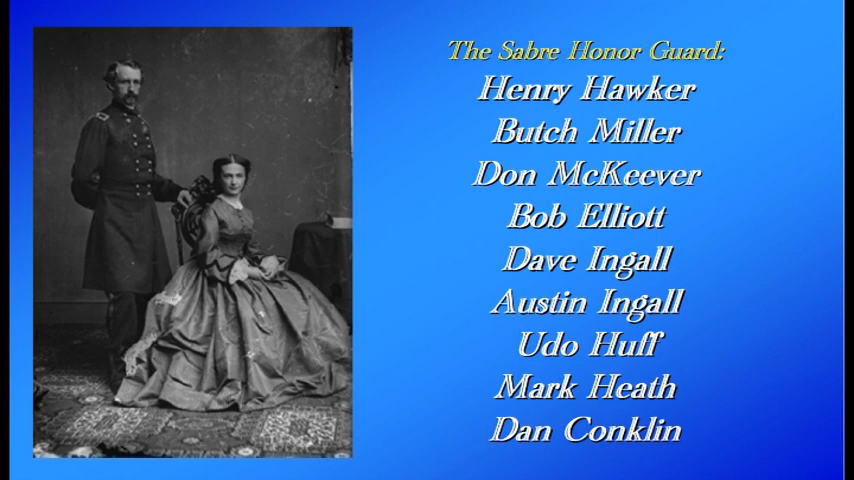 The Sabre Honor Guard:
Henry Hawker
Butch Miller
Don McKeever
Bob Elliott
Dave Ingall
Austin Ingall
Udo Huff
Mark Heath
Dan Conklin